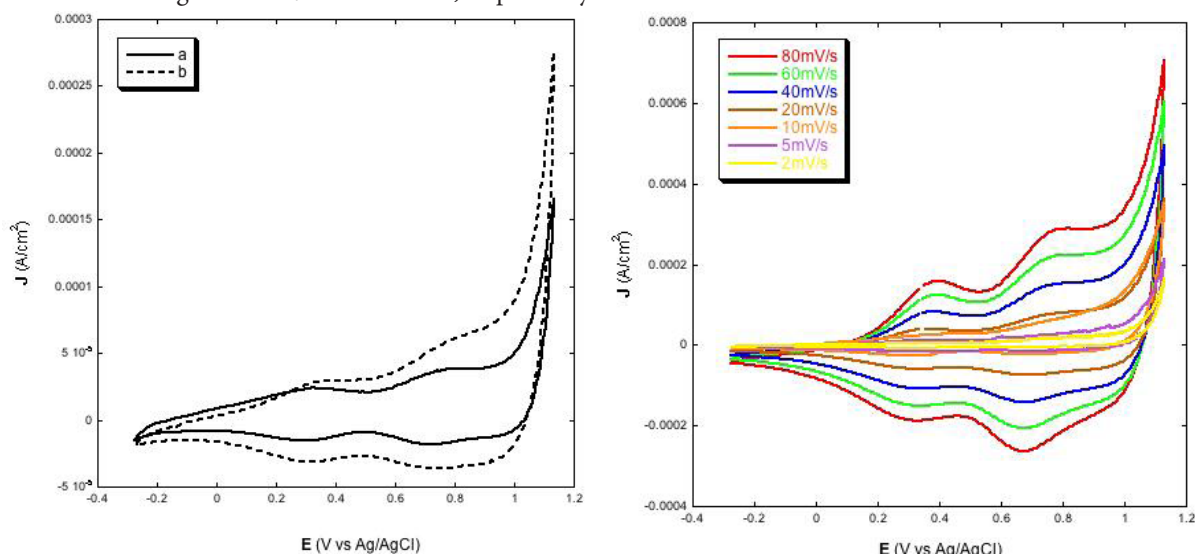 0.0003
0.00025
0.0002
0.00015
0.0001
5 10⁻⁵
0
-5 10⁻⁵
J (A/cm²)
a
b
-0.4 -0.2 0 0.2 0.4 0.6 0.8 1 1.2
E (V vs Ag/AgCl)
0.0008
0.0006
0.0004
0.0002
0
-0.0002
-0.0004
J (A/cm²)
80mV/s
60mV/s
40mV/s
20mV/s
10mV/s
5mV/s
2mV/s
-0.4 -0.2 0 0.2 0.4 0.6 0.8 1 1.2
E (V vs Ag/AgCl)